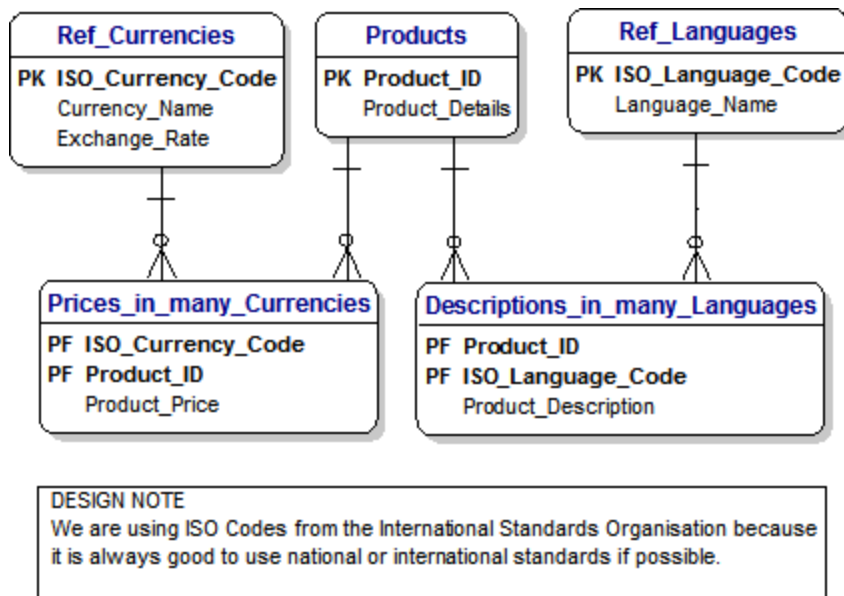 Ref_Currencies
PK ISO_Currency_Code
Currency_Name
Exchange_Rate
Products
PK Product_ID
Product_Details
Ref_Languages
PK ISO_Language_Code
Language_Name
Prices_in_many_Currencies
PF ISO_Currency_Code
PF Product_ID
Product_Price
Descriptions_in_many_Languages
PF Product_ID
PF ISO_Language_Code
Product_Description
DESIGN NOTE
We are using ISO Codes from the International Standards Organisation because
it is always good to use national or international standards if possible.